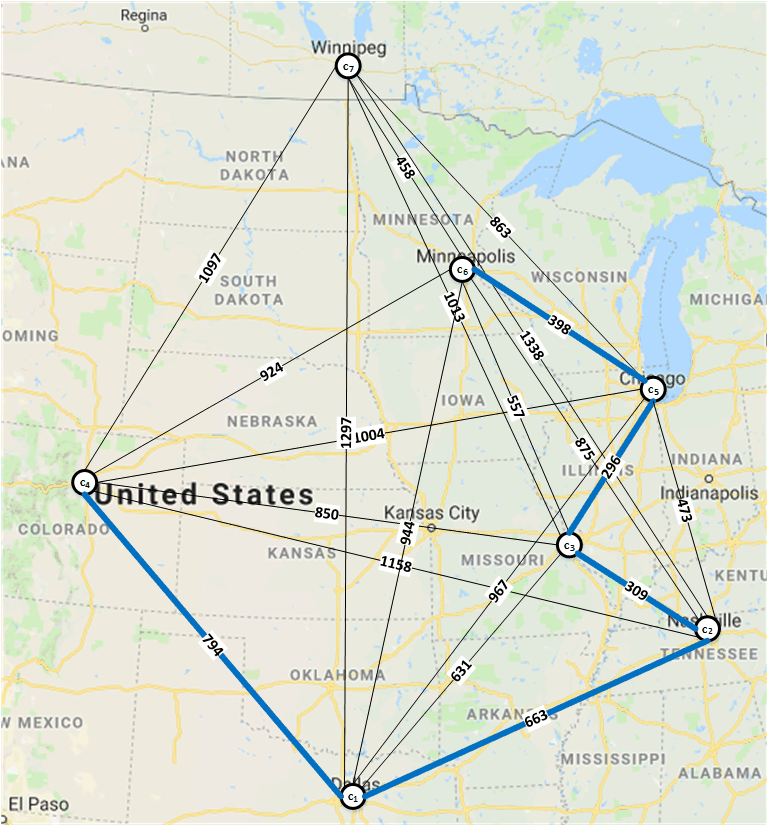 Regina
Winnipeg
c7
NORTH
DAKOTA
458
863
MINNESOTA
1097
Minneapolis
c6
WISCONSIN
SOUTH
DAKOTA
1013
MICHIGA
398
OMING
1338
924
Chicago
c5
IOWA
557
NEBRASKA
1297
1004
875
296
INDIANA
ILLI
c4
United States
Indianapolis
850
Kansas City
473
COLORADO
944
c3
KANSAS
MISSOURI
1158
KENTU
967
309
Nashville
c2
794
TENNESSEE
631
OKLAHOMA
W MEXICO
ARKANSAS
663
MISSISSIPPI
ALABAMA
Dallas
c1
El Paso